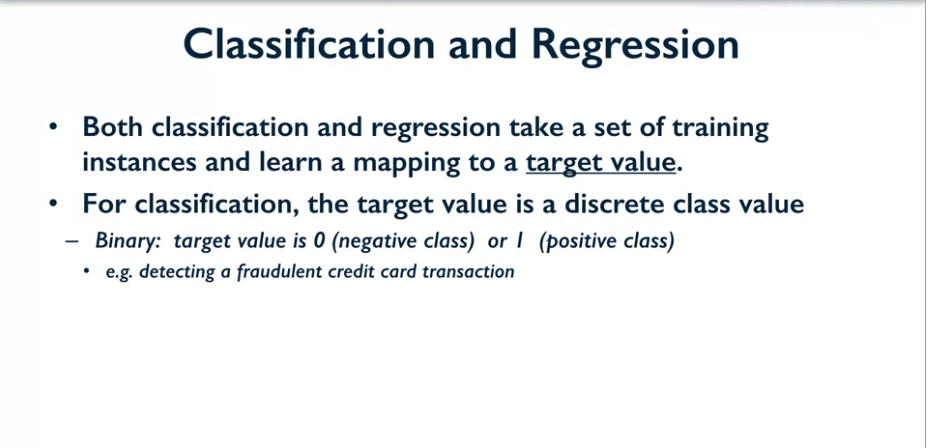 Classification and Regression
• Both classification and regression take a set of training
instances and learn a mapping to a target value.
• For classification, the target value is a discrete class value
– Binary: target value is 0 (negative class) or 1 (positive class)
• e.g. detecting a fraudulent credit card transaction